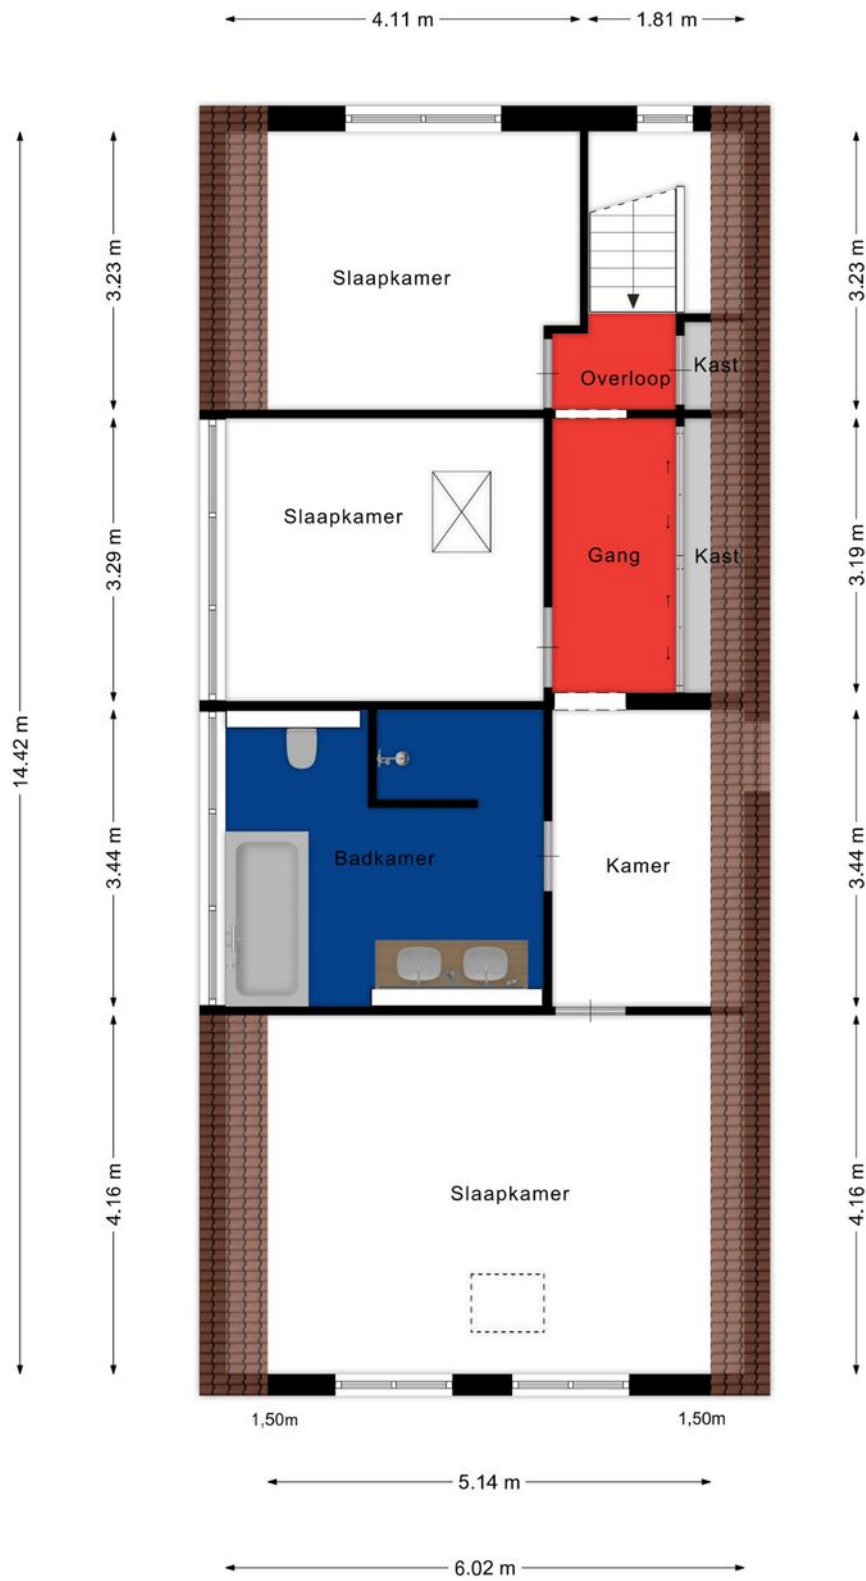 4.11 m
1.81 m
3.23 m
3.23 m
Slaapkamer
Kast
Overloop
Slaapkamer
3.29 m
Gang
Kast
3.19 m
14.42 m
3.44 m
Badkamer
Kamer
3.44 m
4.16 m
Slaapkamer
4.16 m
1,50m
1,50m
5.14 m
6.02 m